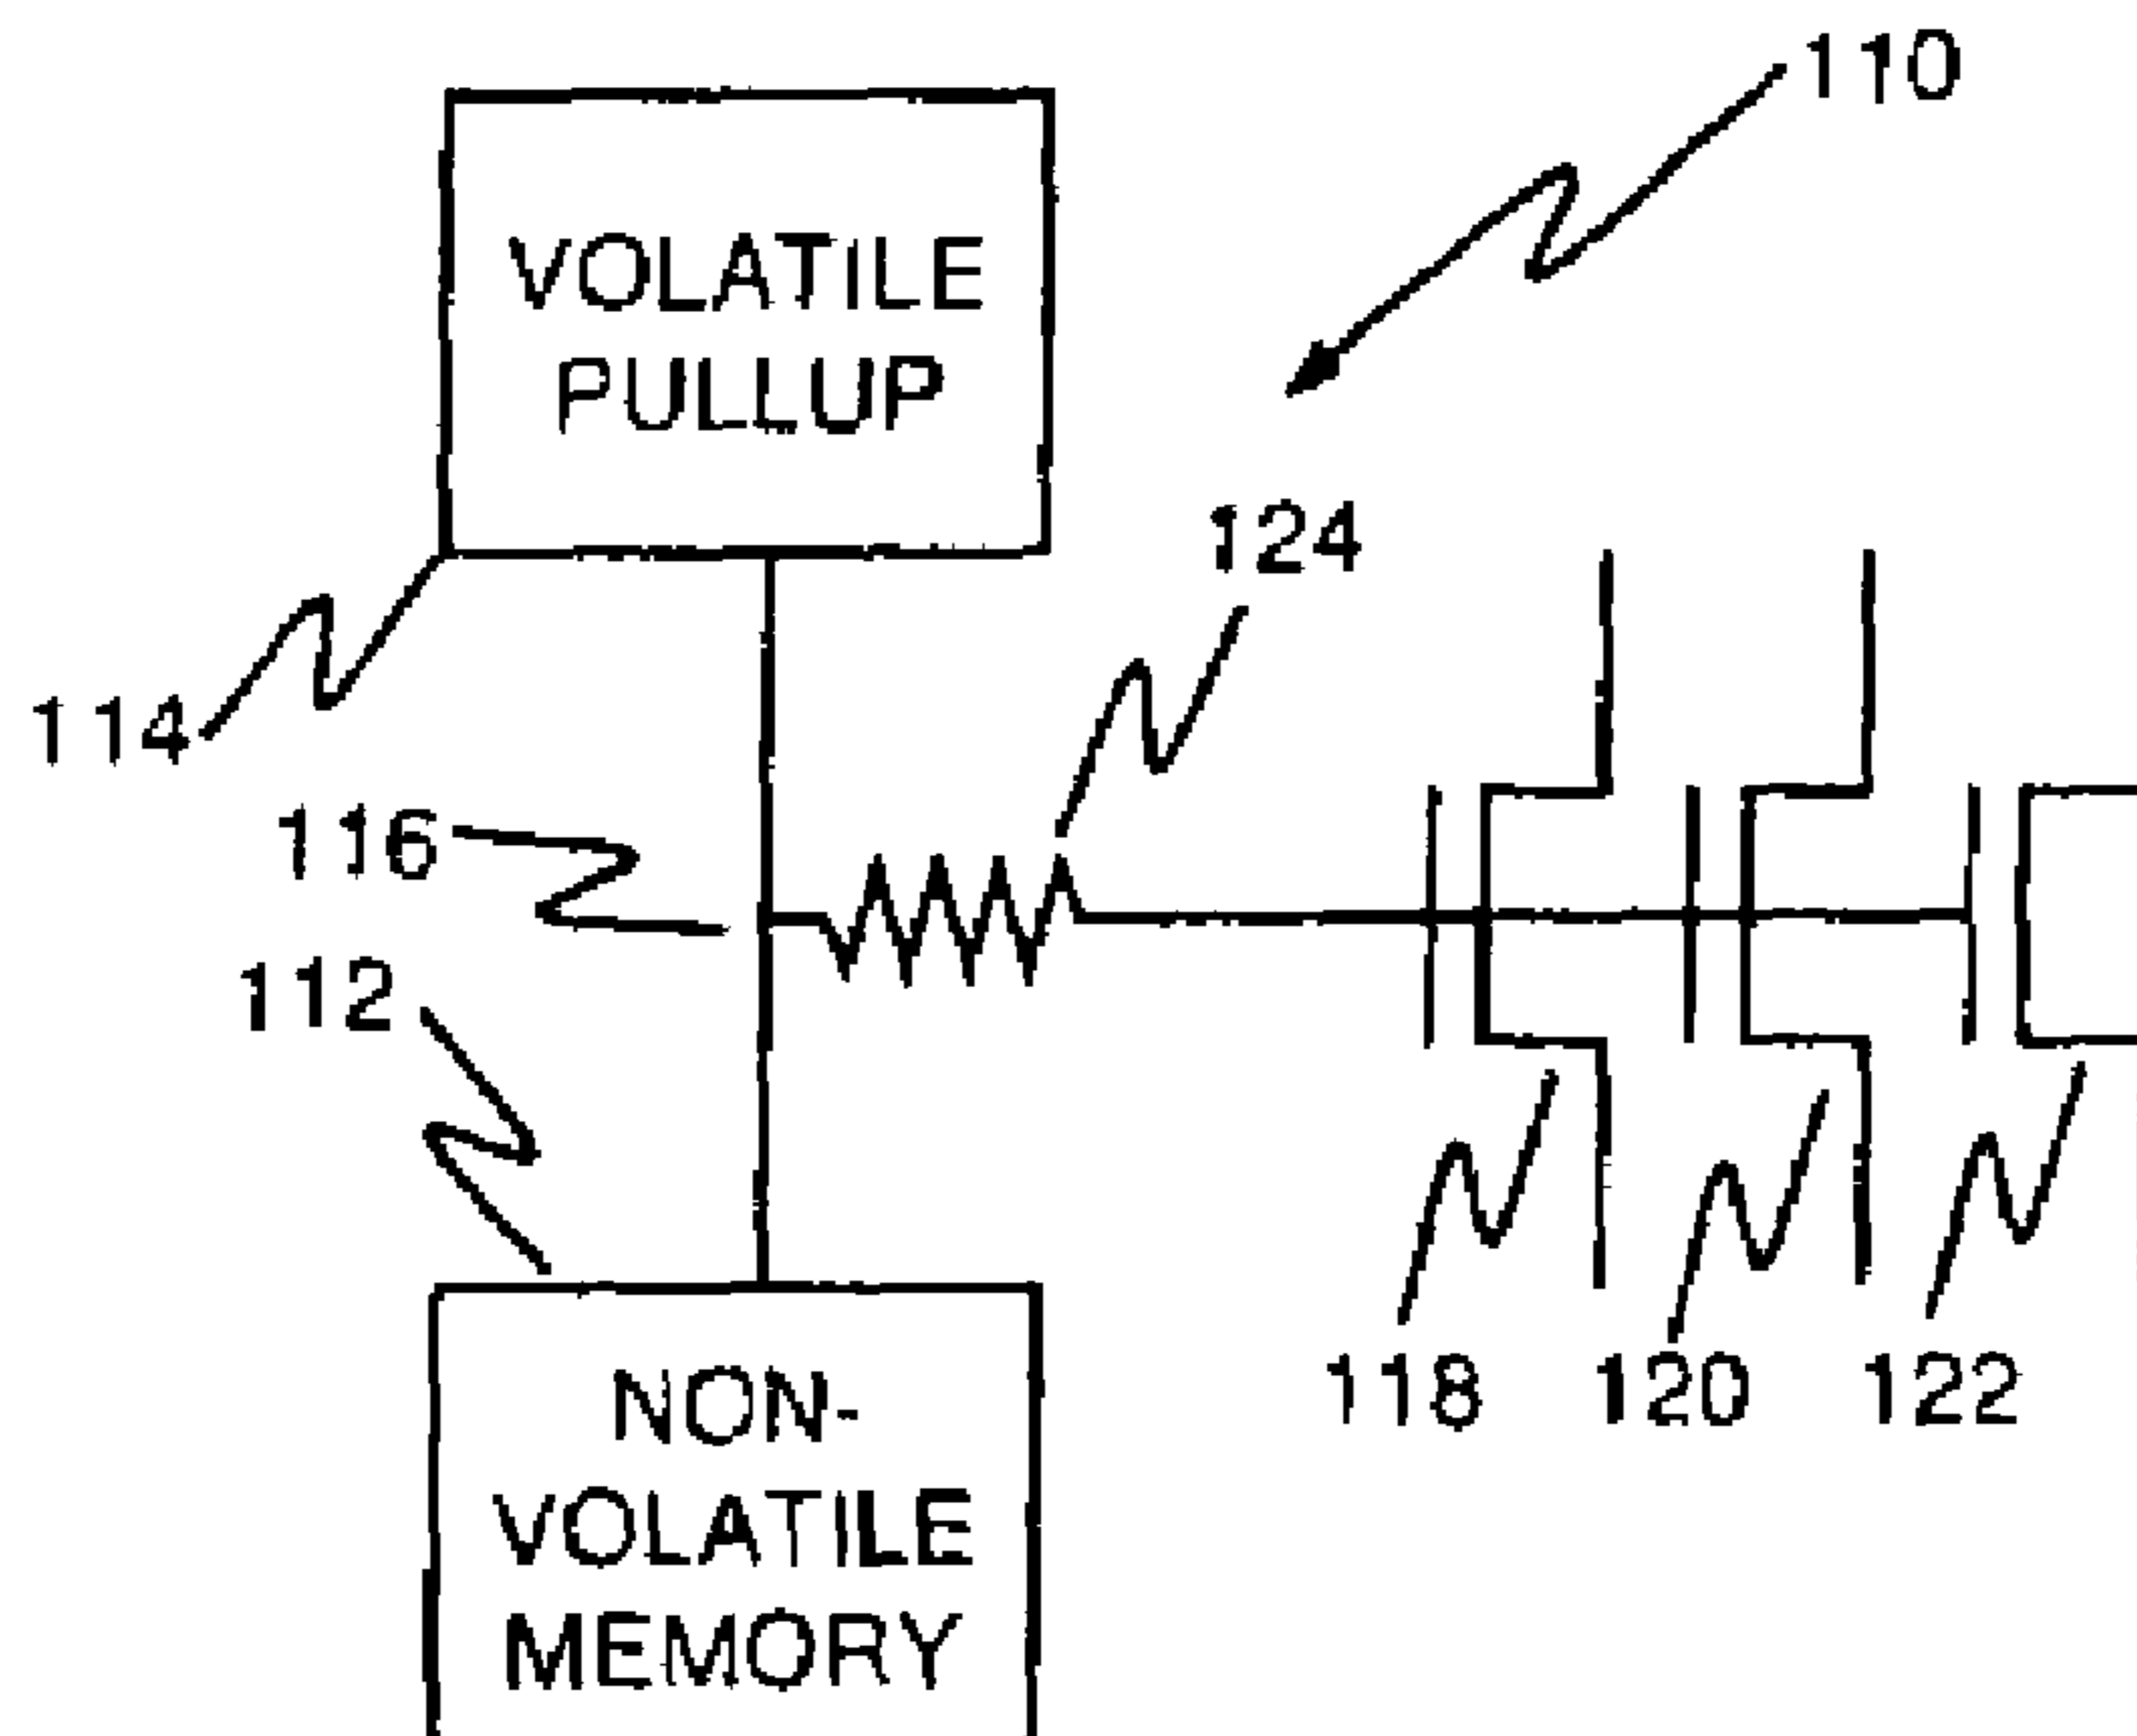 110
VOLATILE
PULLUP
124
114
116
112
118 120 122
NON-
VOLATILE
MEMORY